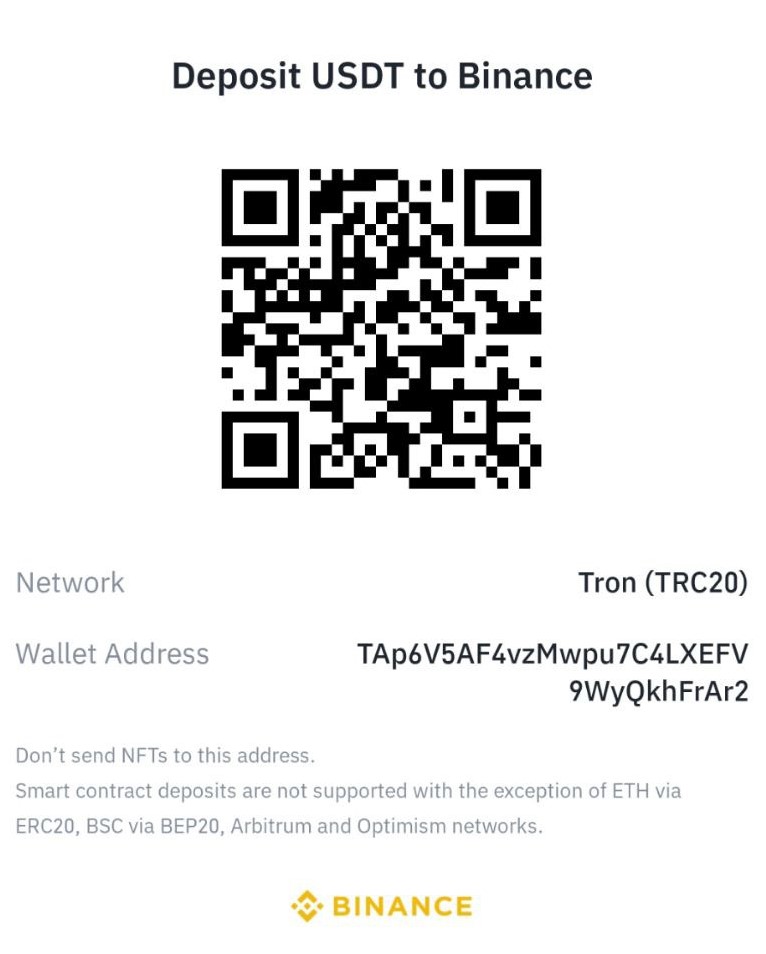 Deposit USDT to Binance
Network Tron (TRC20)
Wallet Address TAp6V5AF4vzMwpu7C4LXEFV
9WyQkhFrAr2
Don't send NFTs to this address.
Smart contract deposits are not supported with the exception of ETH via
ERC20, BSC via BEP20, Arbitrum and Optimism networks.
BINANCE